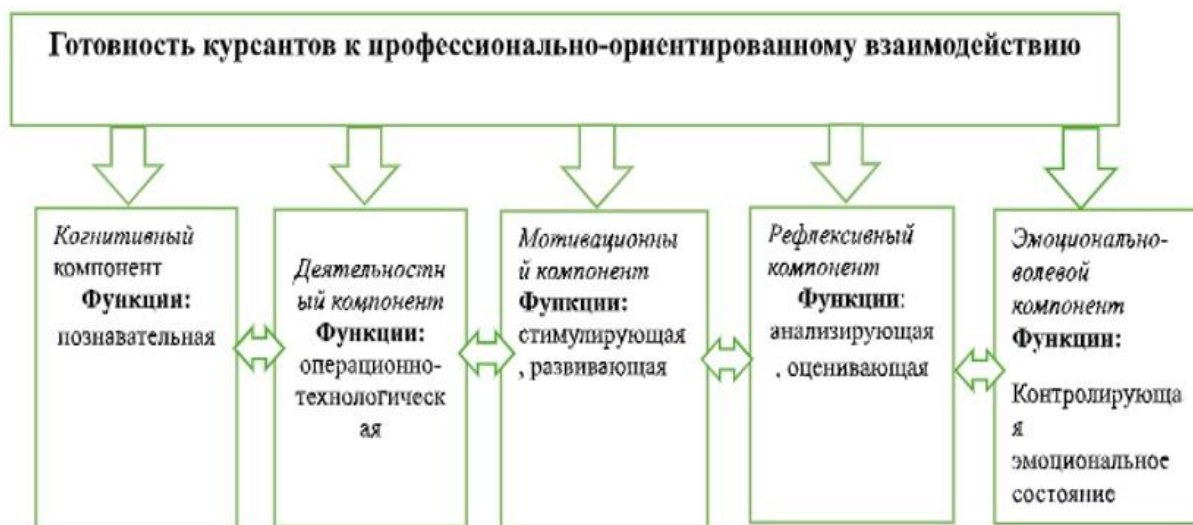 Готовность курсантов к профессионально-ориентированному взаимодействию
Когнитивный
компонент
Функции:
познавательная
Деятельностн
ый компонент
Функции:
операционно-
технологическ
ая
Мотивационны
й компонент
Функции:
стимулирующая
, развивающая
Рефлексивный
компонент
Функции:
анализирующая
, оценивающая
Эмоционально-
волевой
компонент
Функции:
Контролирующа
я
эмоциональное
состояние